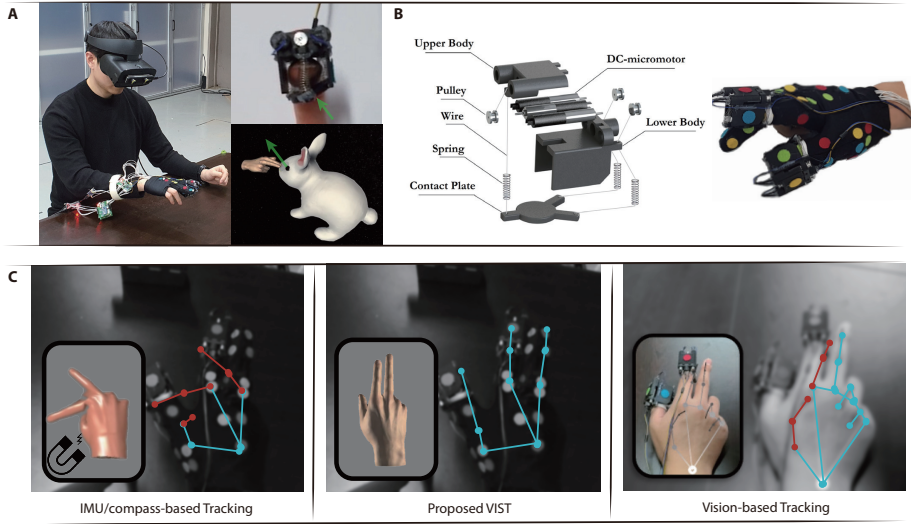 A
B
Upper Body
DC-micromotor
Pulley
Wire
Lower Body
Spring
Contact Plate
C
IMU/compass-based Tracking
Proposed VIST
Vision-based Tracking